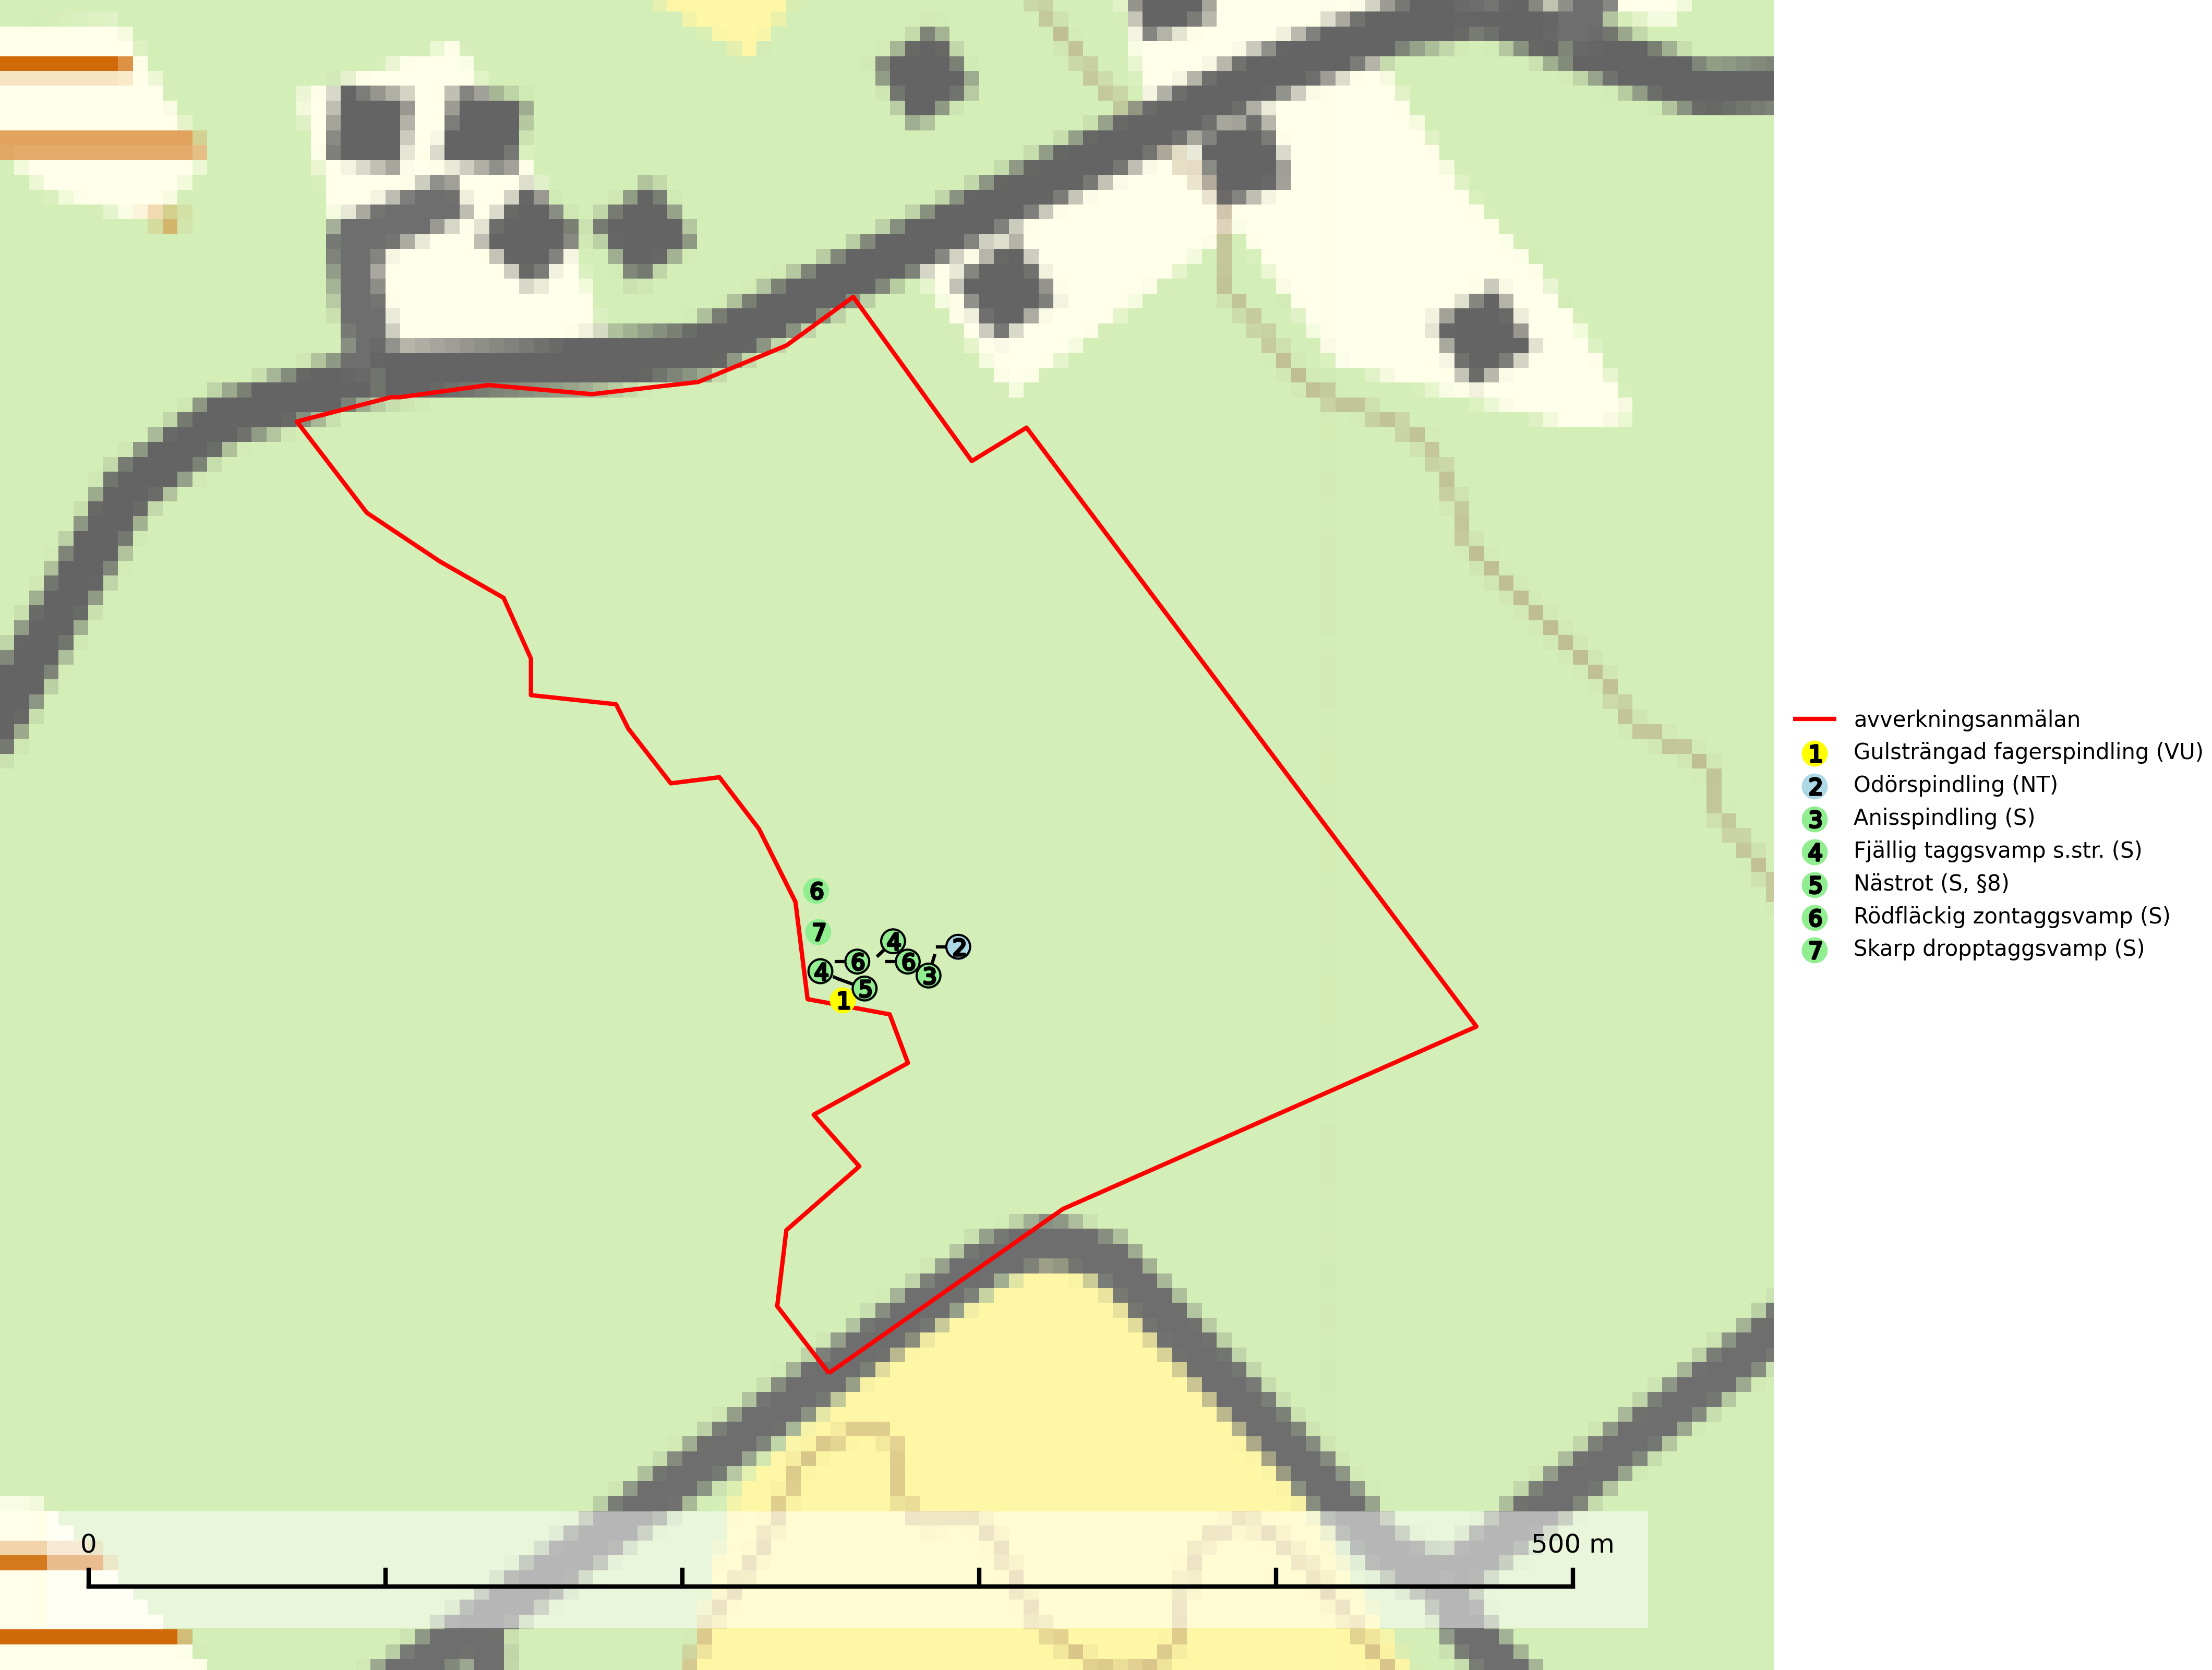 avverkningsanmälan
1 Gulsträngad fagerspindling (VU)
2 Odörspindling (NT)
3 Anisspindling (S)
4 Fjällig taggsvamp s.str. (S)
5 Nästrot (S, §8)
6 Rödfläckig zontaggsvamp (S)
7 Skarp dropptaggsvamp (S)
6
7
4
2
6
6
4
3
5
1
0
500 m